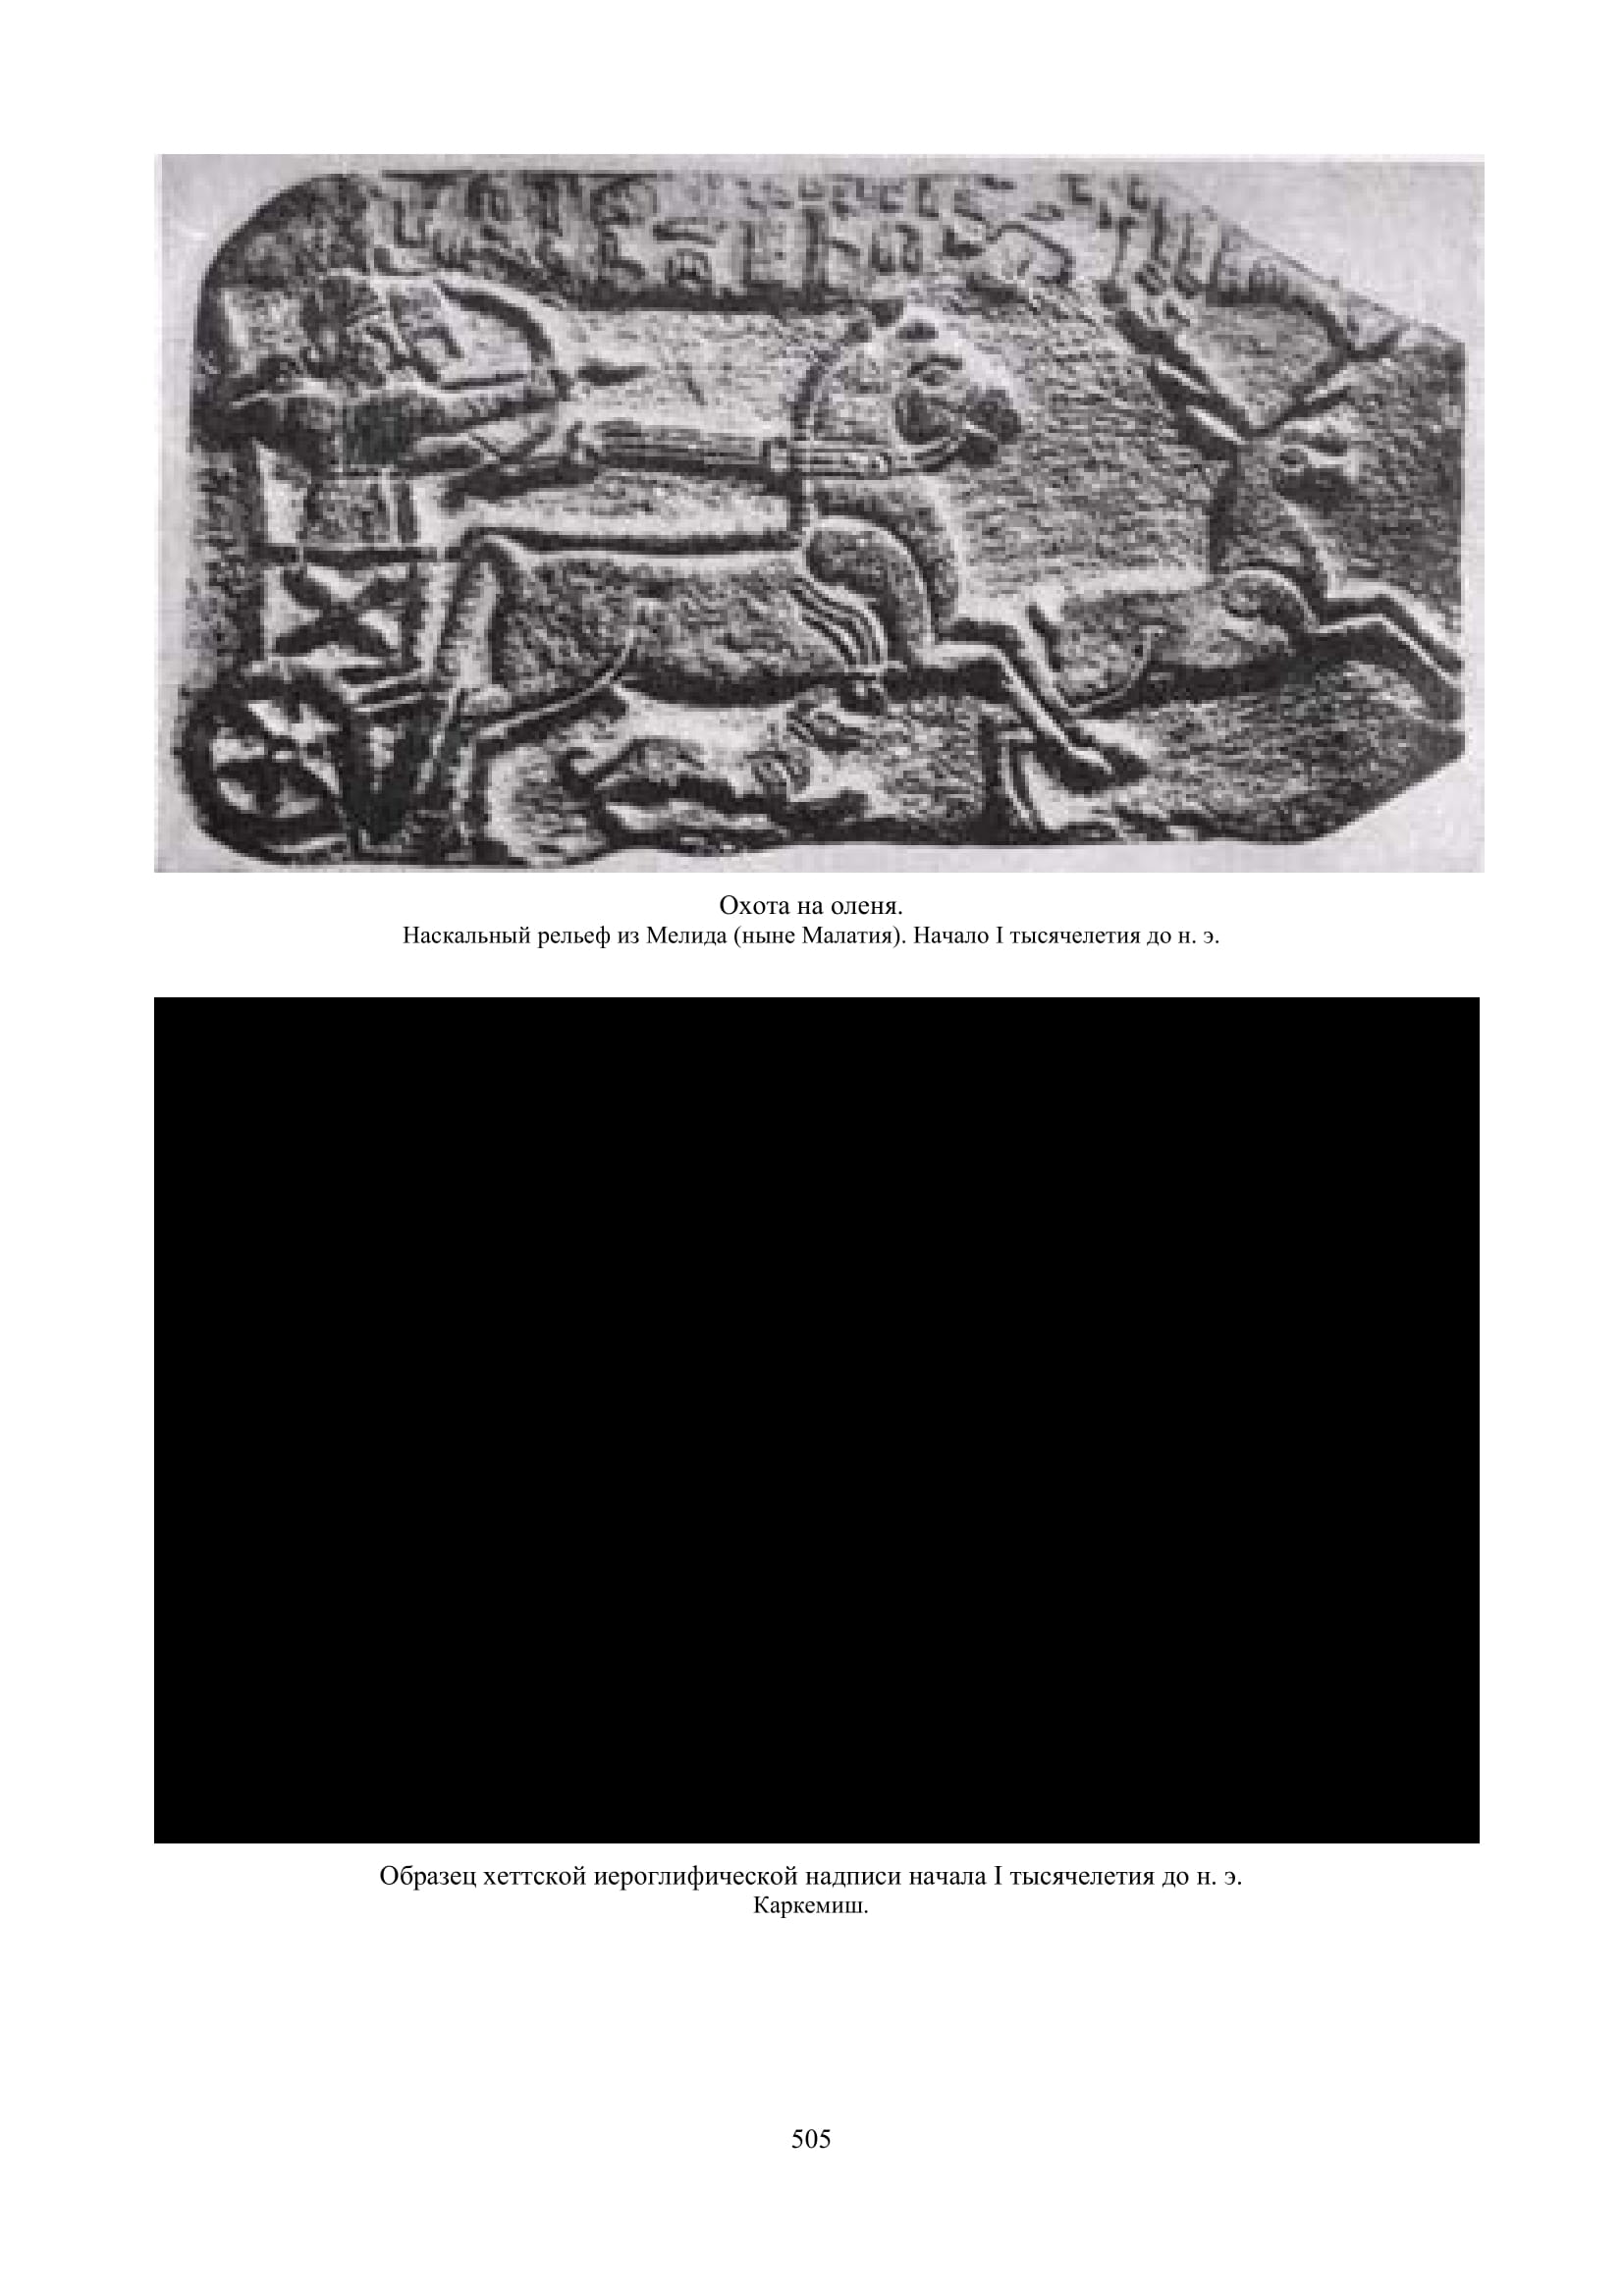 Охота на оленя.
Наскальный рельеф из Мелида (ныне Малатия). Начало I тысячелетия до н. э.
Образец хеттской иероглифической надписи начала I тысячелетия до н. э.
Каркемиш.
505